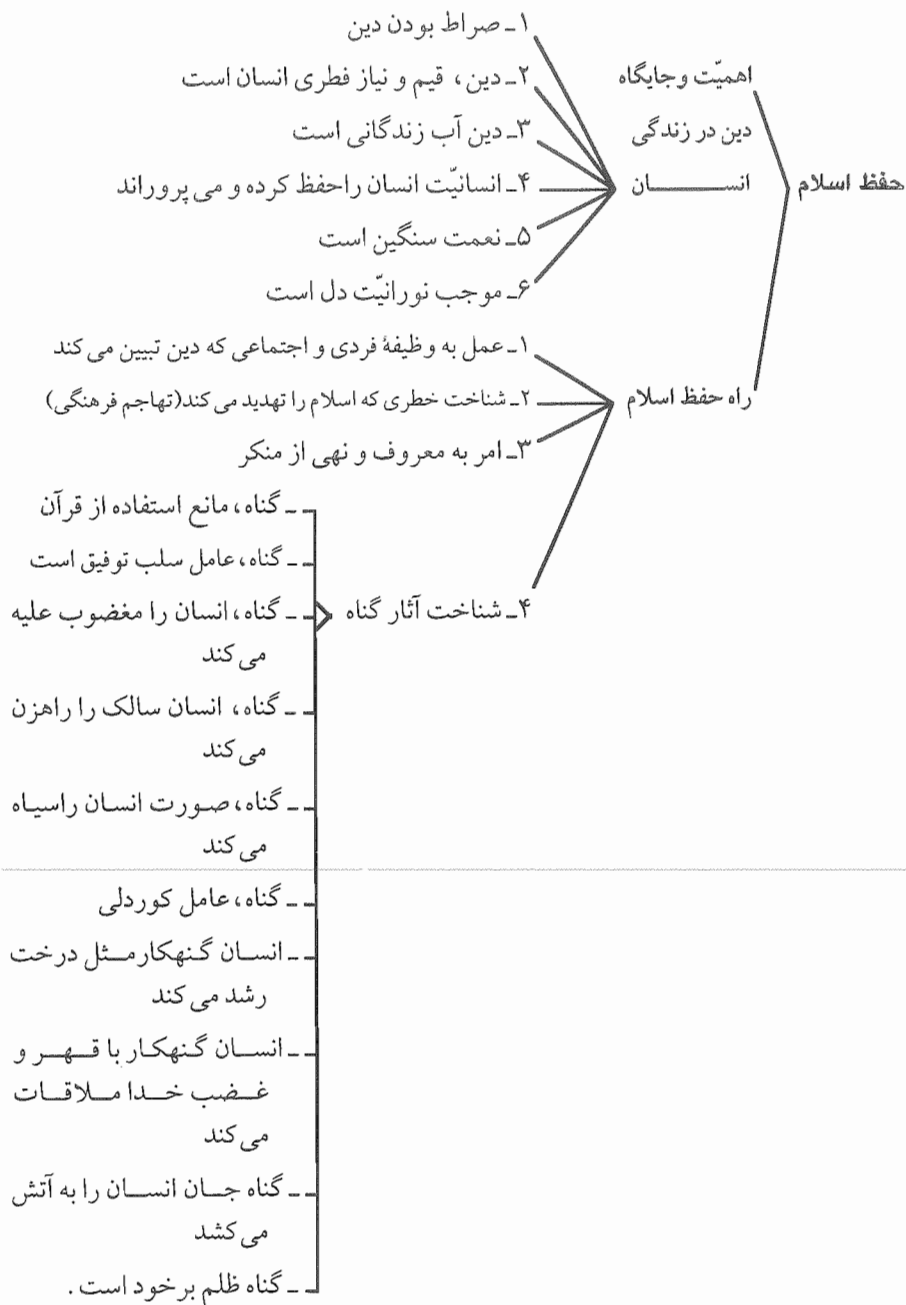 حفظ اسلام
اهمیّت وجایگاه
دین در زندگی
انسان
۱ـ صراط بودن دین
۲ـ دین، قیم و نیاز فطری انسان است
۳ـ دین آب زندگانی است
۴ـ انسانیّت انسان راحفظ کرده و می پروراند
۵ـ نعمت سنگین است
۶ـ موجب نورانیّت دل است
راه حفظ اسلام
۱ـ عمل به وظیفهٔ فردی و اجتماعی که دین تبیین می کند
۲ـ شناخت خطری که اسلام را تهدید می کند(تهاجم فرهنگی)
۳ـ امر به معروف و نهی از منکر
۴ـ شناخت آثار گناه
ـ گناه، مانع استفاده از قرآن
ـ گناه، عامل سلب توفیق است
ـ گناه، انسان را مغضوب علیه
می کند
ـ گناه، انسان سالک را راهزن
می کند
ـ گناه، صورت انسان راسیاه
می کند
ـ گناه، عامل کوردلی
ـ انسان گنهکارمثل درخت
رشد می کند
ـ انسان گنهکار با قهر و
غضب خدا ملاقات
می کند
ـ گناه جان انسان را به آتش
می کشد
ـ گناه ظلم برخود است.